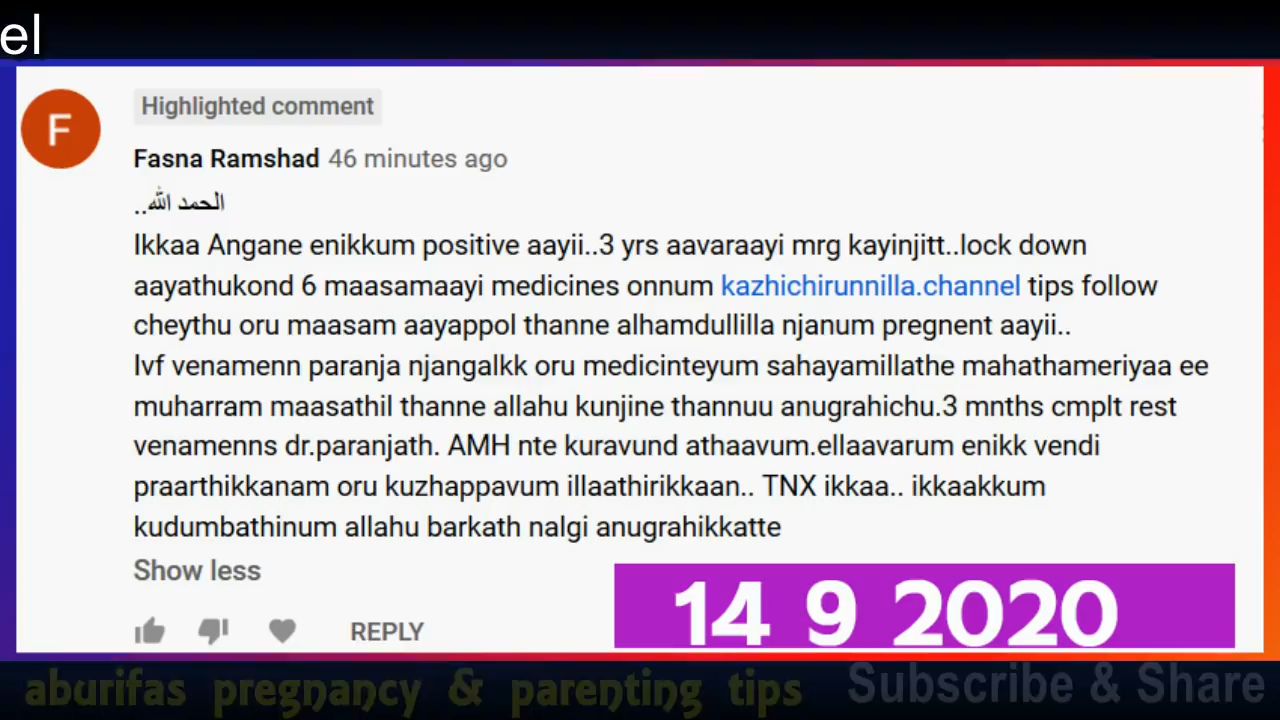 el
Highlighted comment
F
Fasna Ramshad 46 minutes ago
الحمد الله..
Ikkaa Angane enikkum positive aayii..3 yrs aavaraayi mrg kayinjitt..lock down
aayathukond 6 maasamaayi medicines onnum kazhichirunnilla.channel tips follow
cheythu oru maasam aayappol thanne alhamdullilla njanum pregnent aayii..
Ivf venamenn paranja njangalkk oru medicinteyum sahayamillathe mahathameriyaa ee
muharram maasathil thanne allahu kunjine thannuu anugrahichu.3 mnths cmplt rest
venamenns dr.paranjath. AMH nte kuravund athaavum.ellaavarum enikk vendi
praarthikkanam oru kuzhappavum illaathirikkaan.. TNX ikkaa.. ikkaakkum
kudumbathinum allahu barkath nalgi anugrahikkatte
Show less
REPLY
14 9 2020
aburifas pregnancy & parenting tips
Subscribe & Share